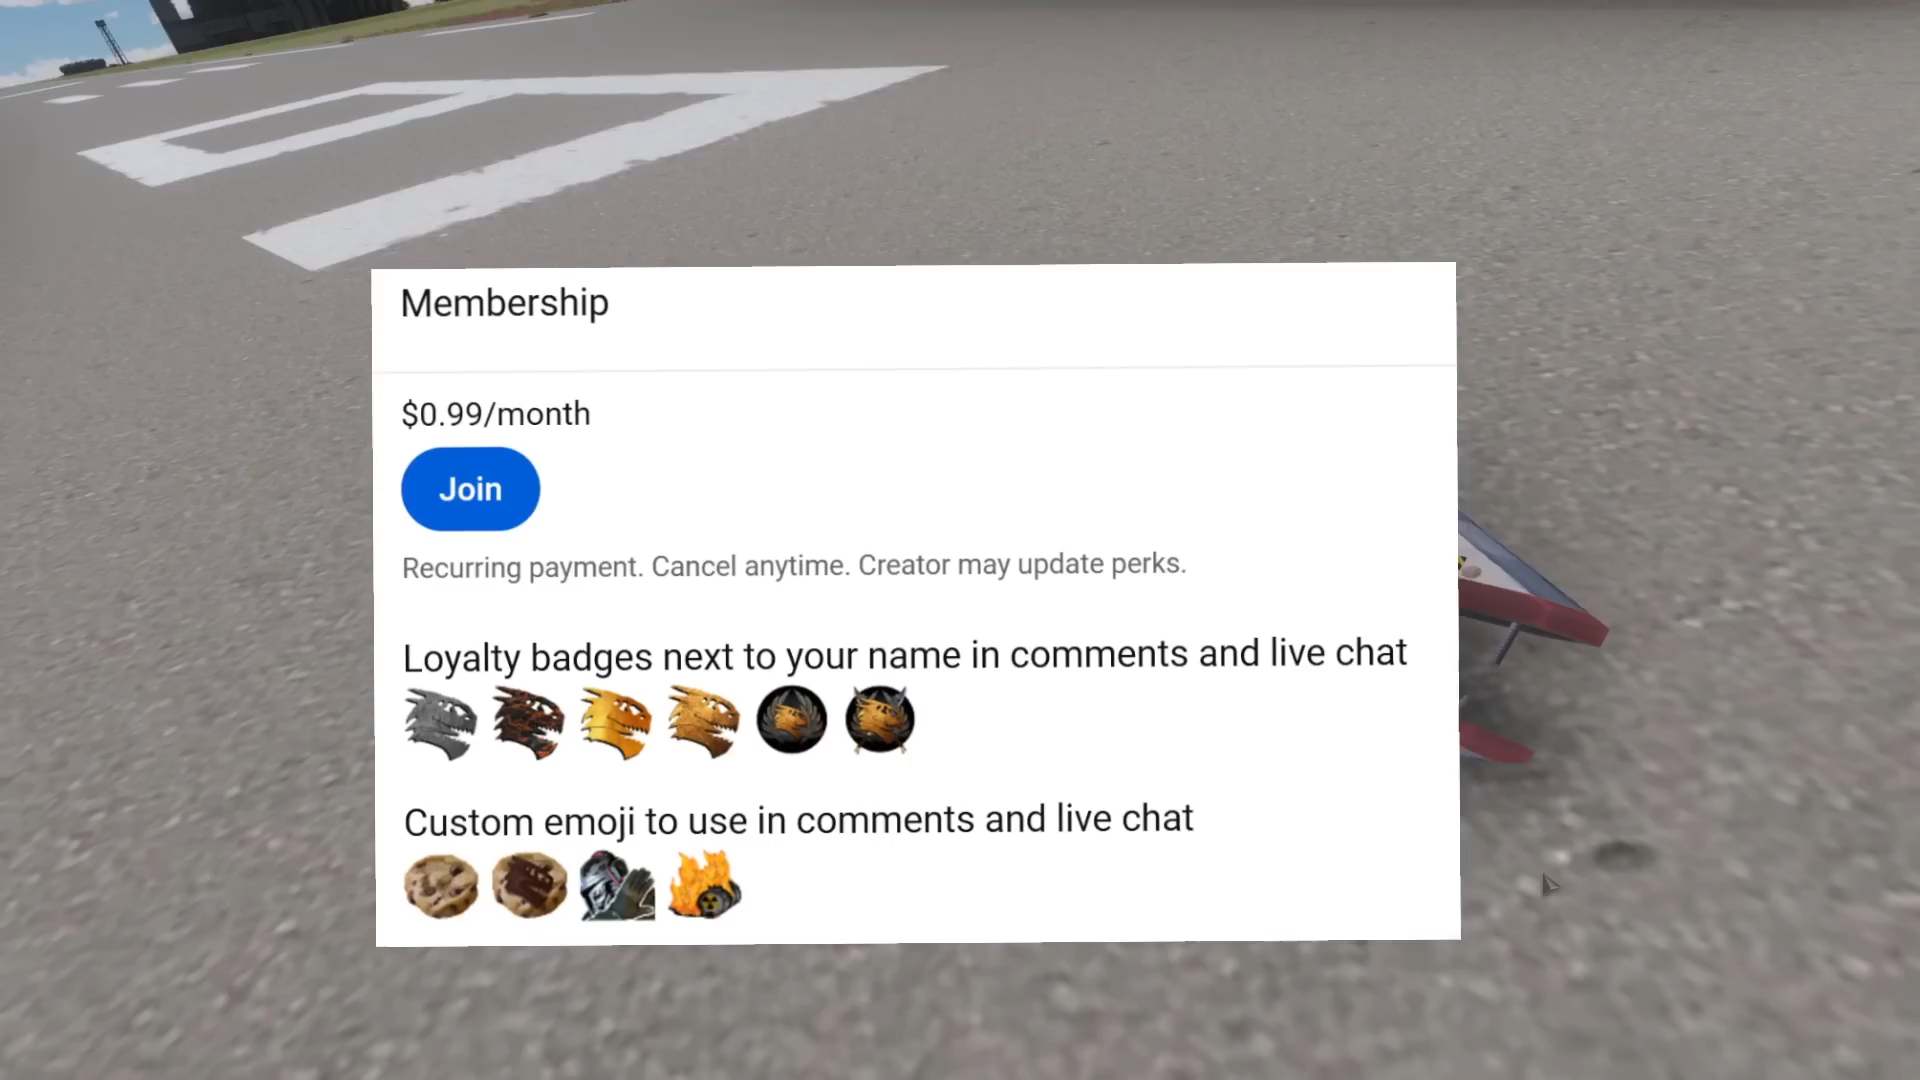 Membership
$0.99/month
Join
Recurring payment. Cancel anytime. Creator may update perks.
Loyalty badges next to your name in comments and live chat
Custom emoji to use in comments and live chat